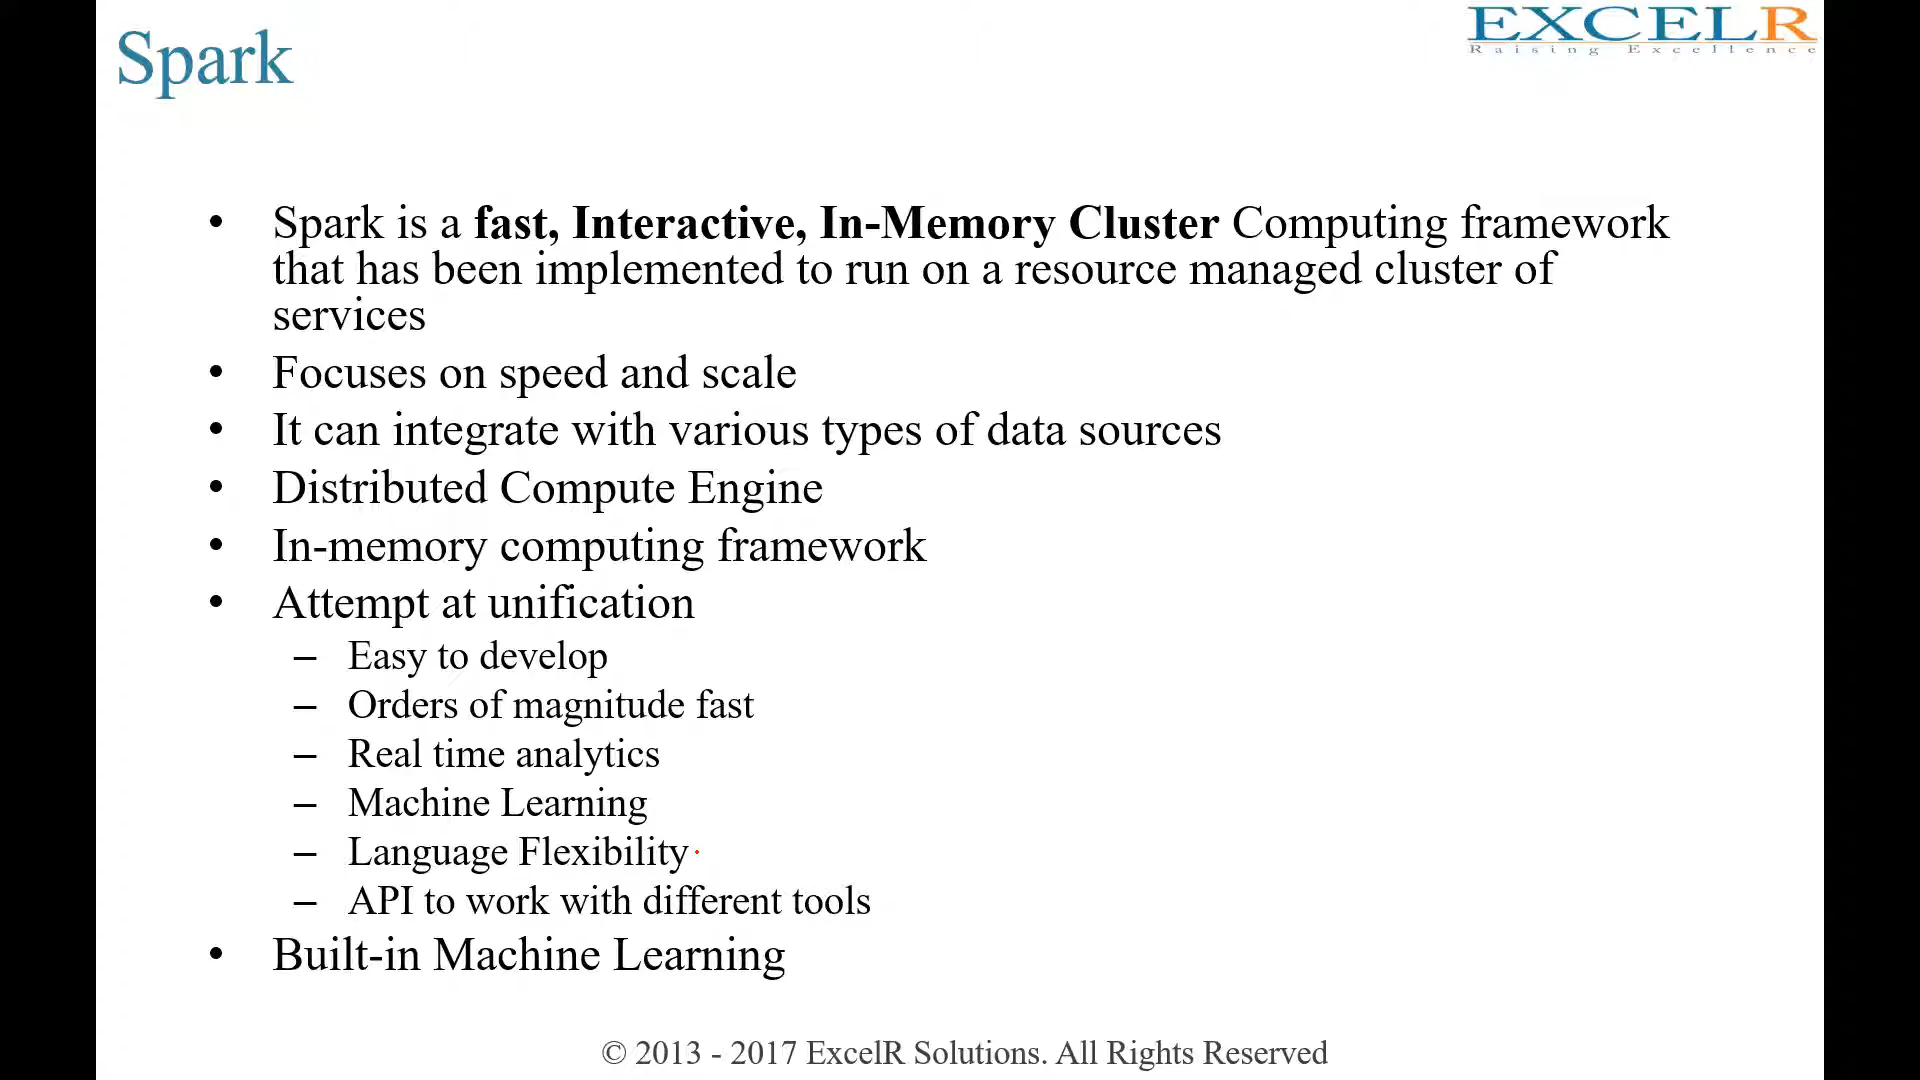 Spark
EXCELR
Raising Excellence
• Spark is a fast, Interactive, In-Memory Cluster Computing framework
that has been implemented to run on a resource managed cluster of
services
• Focuses on speed and scale
• It can integrate with various types of data sources
• Distributed Compute Engine
• In-memory computing framework
• Attempt at unification
– Easy to develop
– Orders of magnitude fast
– Real time analytics
– Machine Learning
– Language Flexibility
– API to work with different tools
• Built-in Machine Learning
© 2013 - 2017 ExcelR Solutions. All Rights Reserved